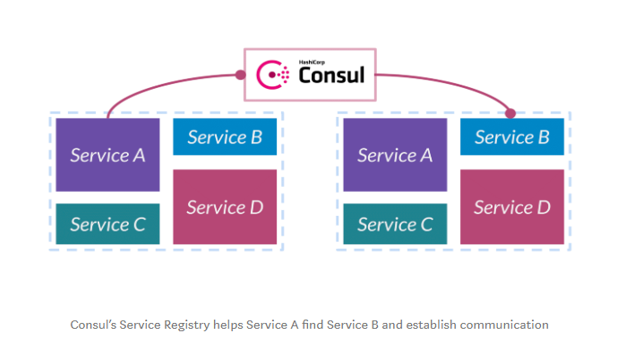 HashiCorp
Consul
Service A
Service B
Service C
Service D
Service A
Service B
Service C
Service D
Consul's Service Registry helps Service A find Service B and establish communication